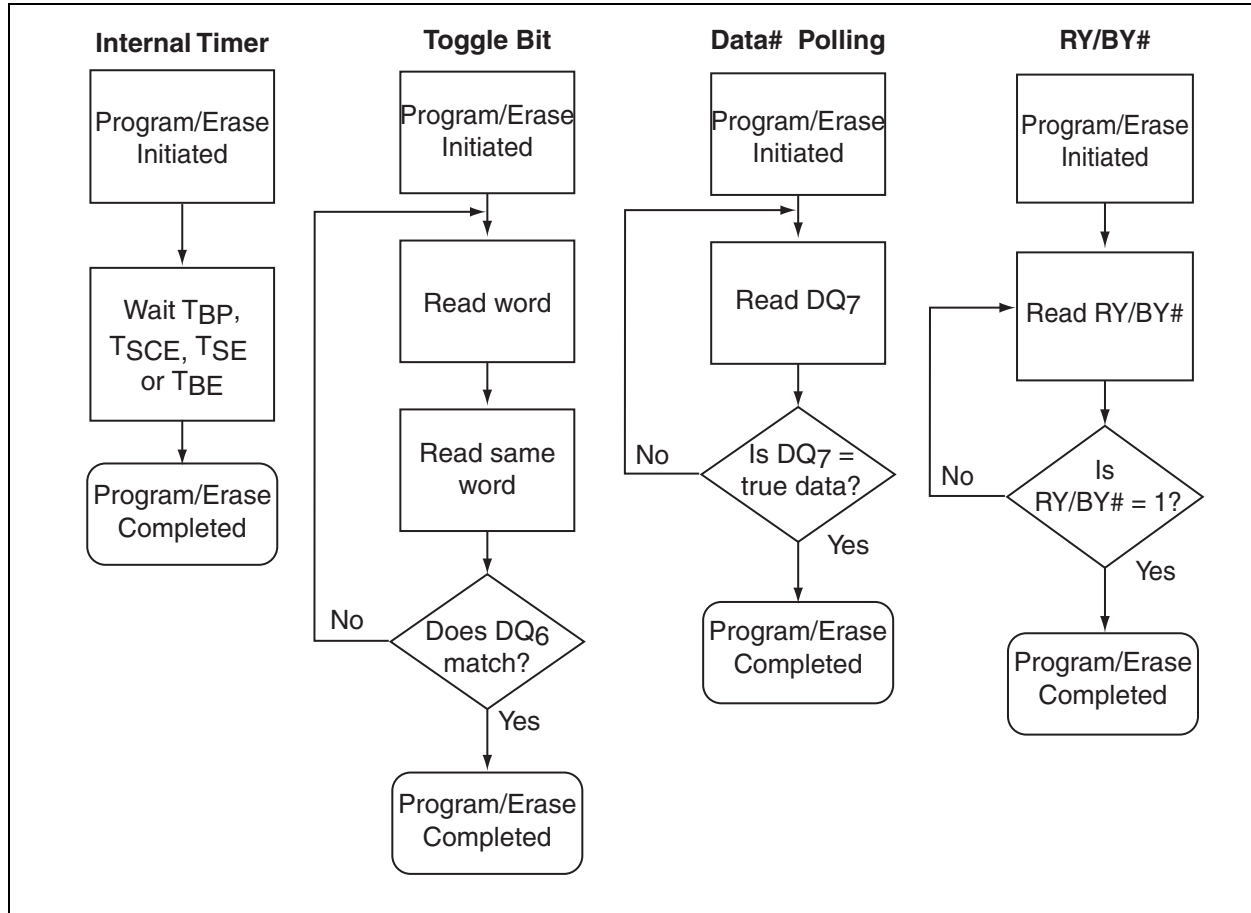 Internal Timer
Program/Erase
Initiated
Wait TBP,
TSCE, TSE
or TBE
Program/Erase
Completed
Toggle Bit
Program/Erase
Initiated
Read word
Read same
word
Does DQ6
match?
No
Yes
Program/Erase
Completed
Data# Polling
Program/Erase
Initiated
Read DQ7
Is DQ7 =
true data?
No
Yes
Program/Erase
Completed
RY/BY#
Program/Erase
Initiated
Read RY/BY#
Is
RY/BY# = 1?
No
Yes
Program/Erase
Completed